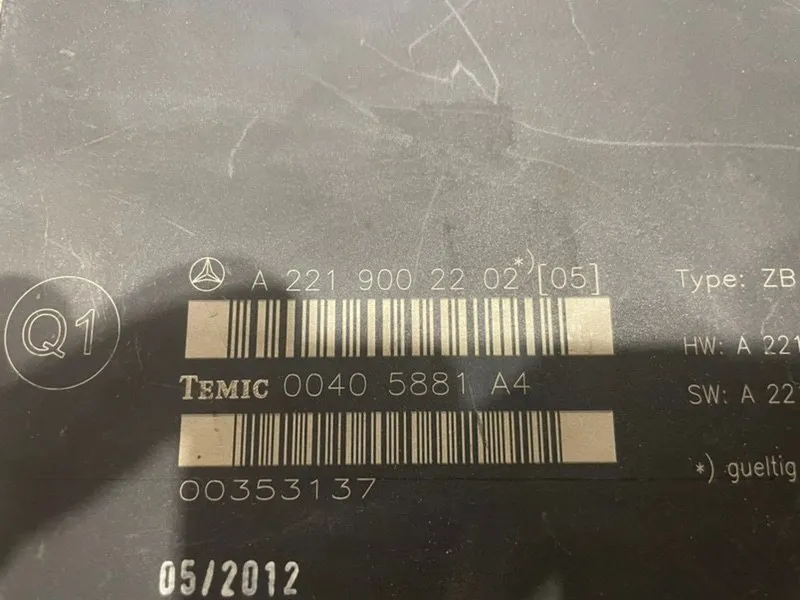 A 221 900 22 02 *) [05]
Type: ZB
Q1
HW: A 221
TEMIC 0040 5881 A4
SW: A 22
*) gueltig
00353137
05/2012